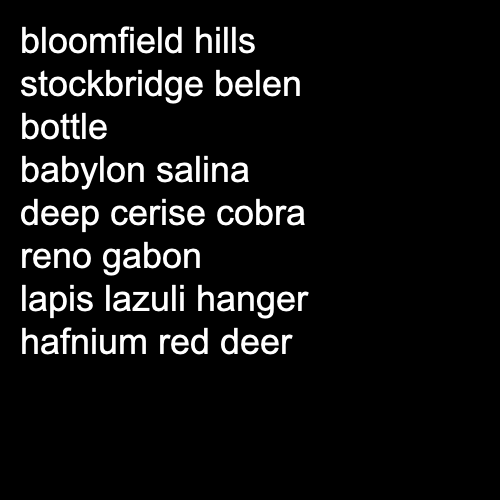 bloomfield hills
stockbridge belen
bottle
babylon salina
deep cerise cobra
reno gabon
lapis lazuli hanger
hafnium red deer